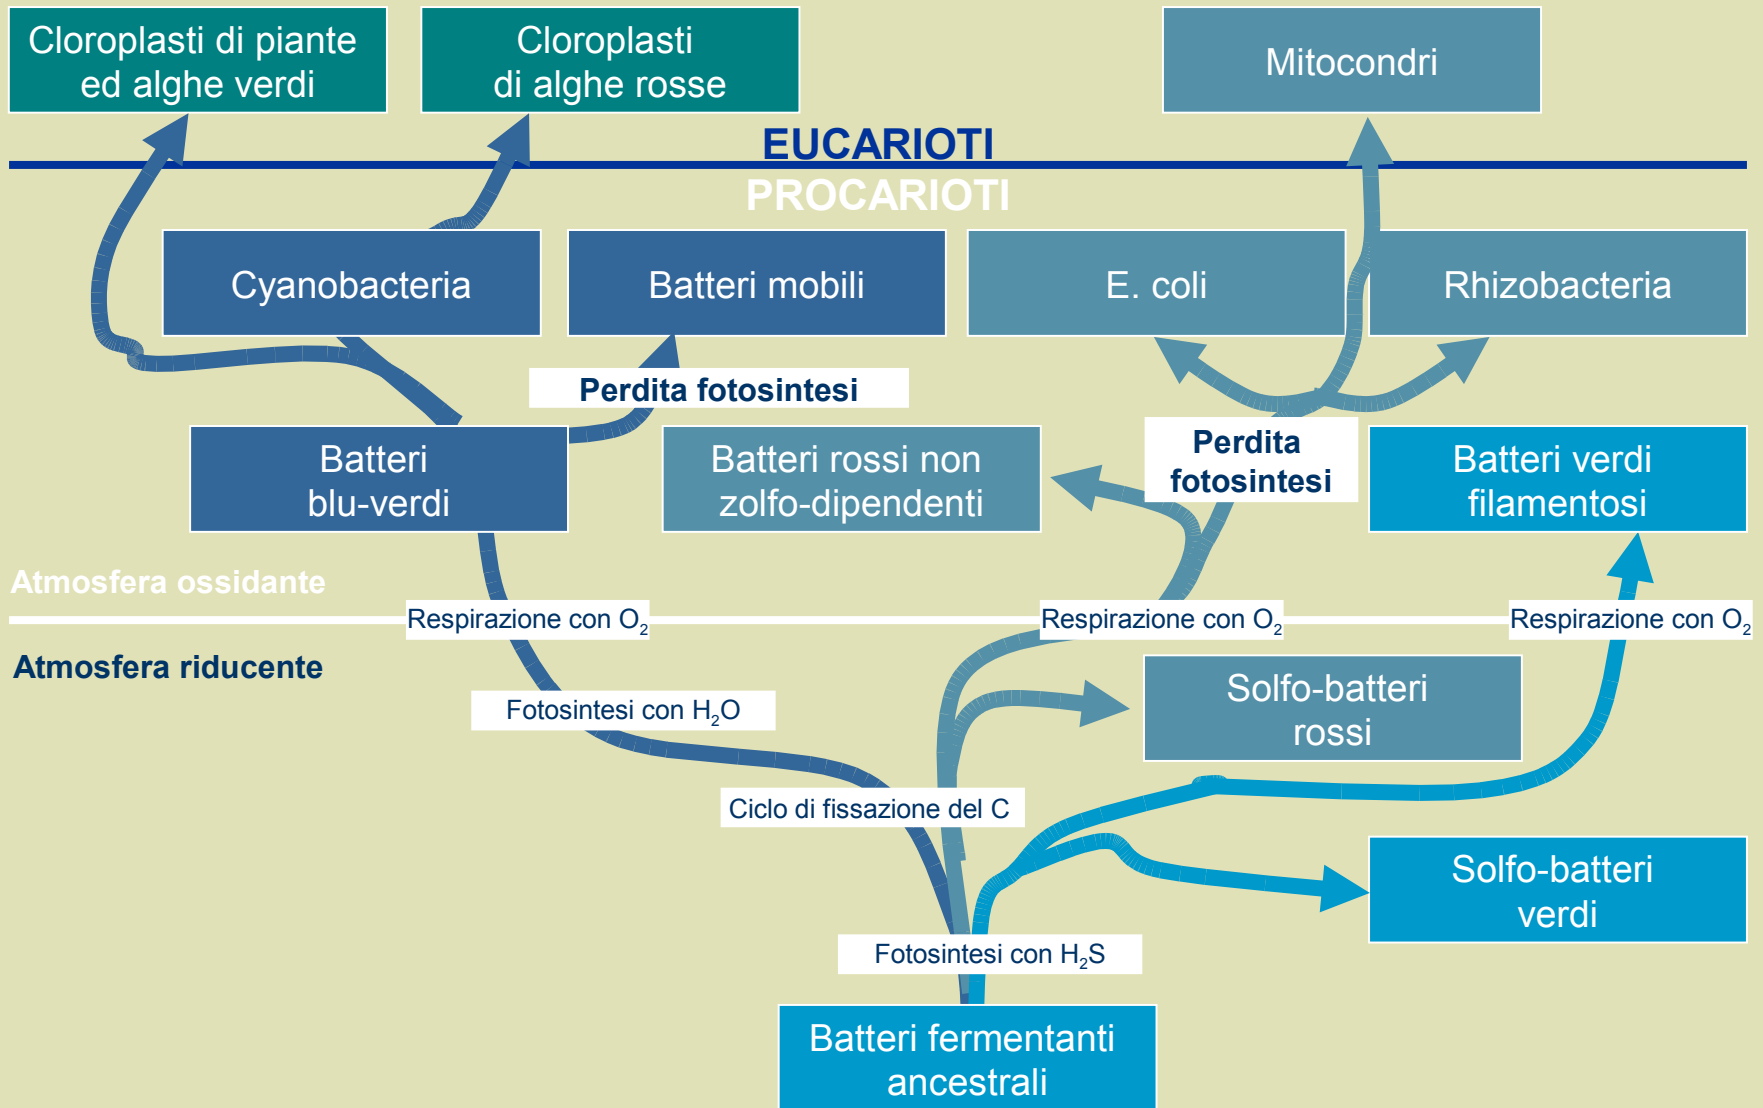 Cloroplasti di piante
ed alghe verdi
Cloroplasti
di alghe rosse
Mitocondri
EUCARIOTI
PROCARIOTI
Cyanobacteria
Batteri mobili
E. coli
Rhizobacteria
Perdita fotosintesi
Batteri
blu-verdi
Batteri rossi non
zolfo-dipendenti
Perdita
fotosintesi
Batteri verdi
filamentosi
Atmosfera ossidante
Respirazione con O₂
Respirazione con O₂
Respirazione con O₂
Atmosfera riducente
Fotosintesi con H₂O
Solfo-batteri
rossi
Ciclo di fissazione del C
Solfo-batteri
verdi
Fotosintesi con H₂S
Batteri fermentanti
ancestrali